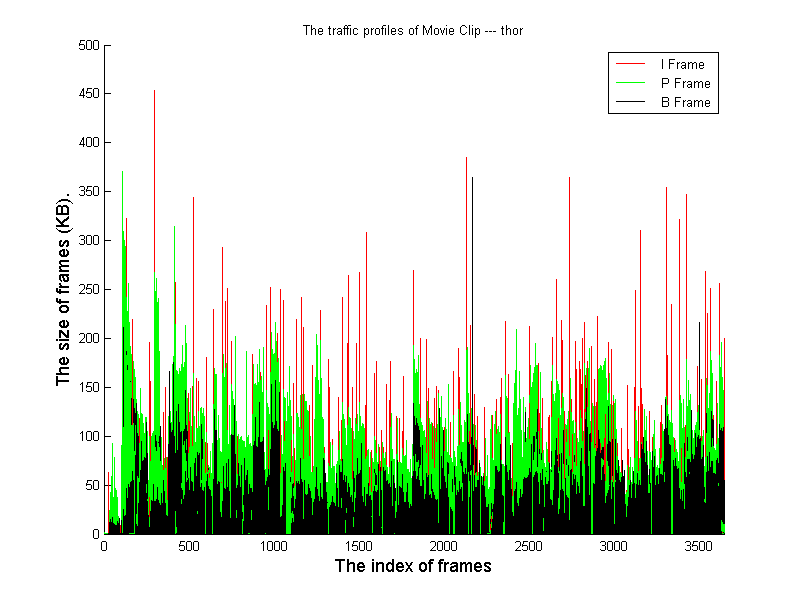 The traffic profiles of Movie Clip --- thor
500
450
400
350
300
250
200
150
100
50
0
The size of frames (KB).
I Frame
P Frame
B Frame
0 500 1000 1500 2000 2500 3000 3500
The index of frames